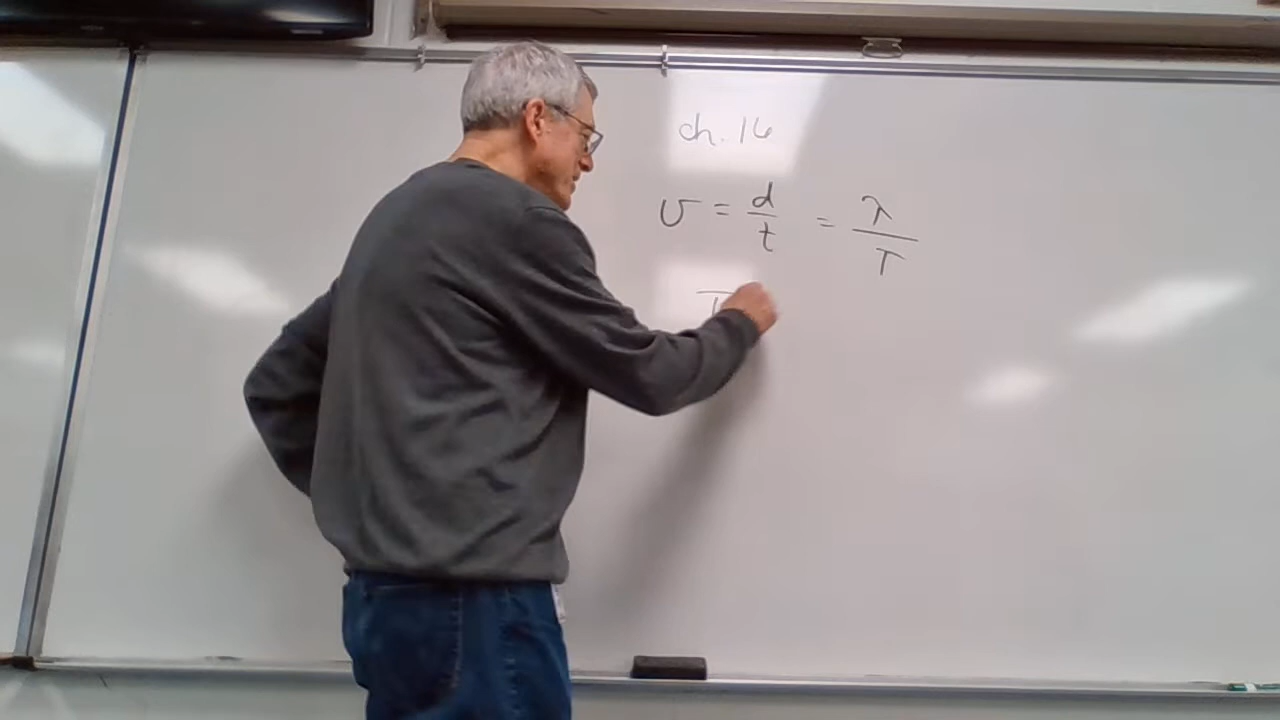 ch. 16
v = d/t = λ/T
T